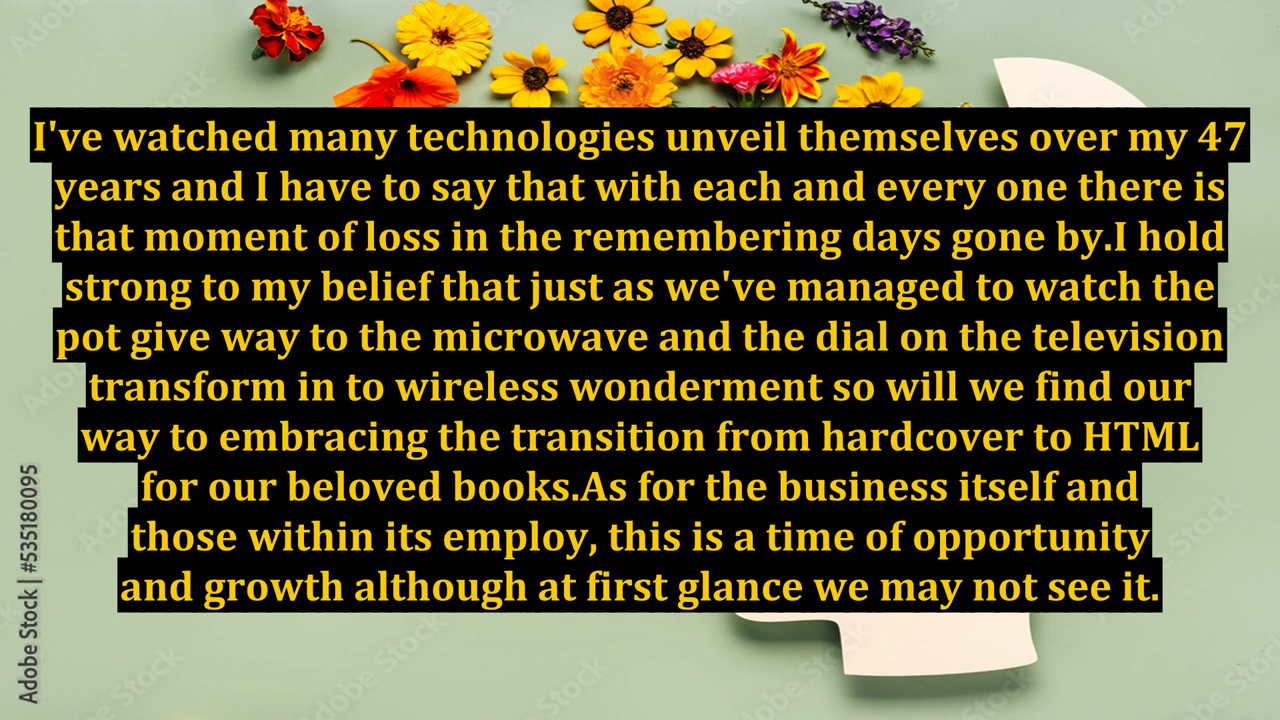 I've watched many technologies unveil themselves over my 47
years and I have to say that with each and every one there is
that moment of loss in the remembering days gone by.I hold
strong to my belief that just as we've managed to watch the
pot give way to the microwave and the dial on the television
transform in to wireless wonderment so will we find our
way to embracing the transition from hardcover to HTML
for our beloved books.As for the business itself and
those within its employ, this is a time of opportunity
and growth although at first glance we may not see it.
Adobe Stock | #535180095